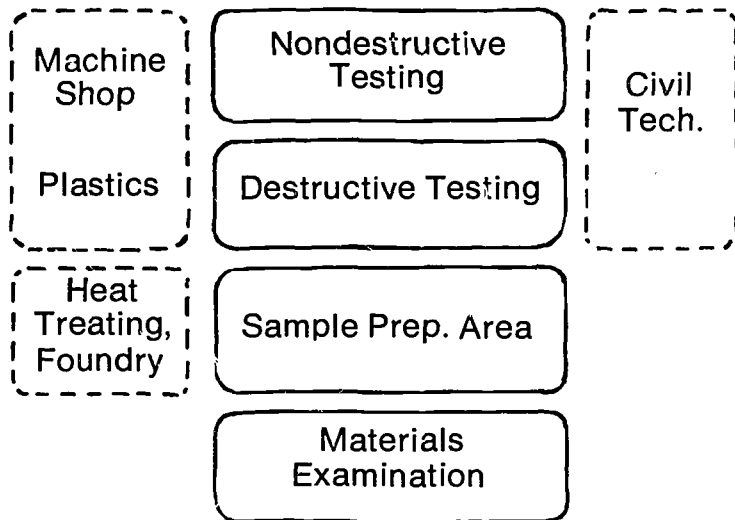 Machine
Shop
Plastics
Nondestructive
Testing
Civil
Tech.
Destructive Testing
Heat
Treating,
Foundry
Sample Prep. Area
Materials
Examination